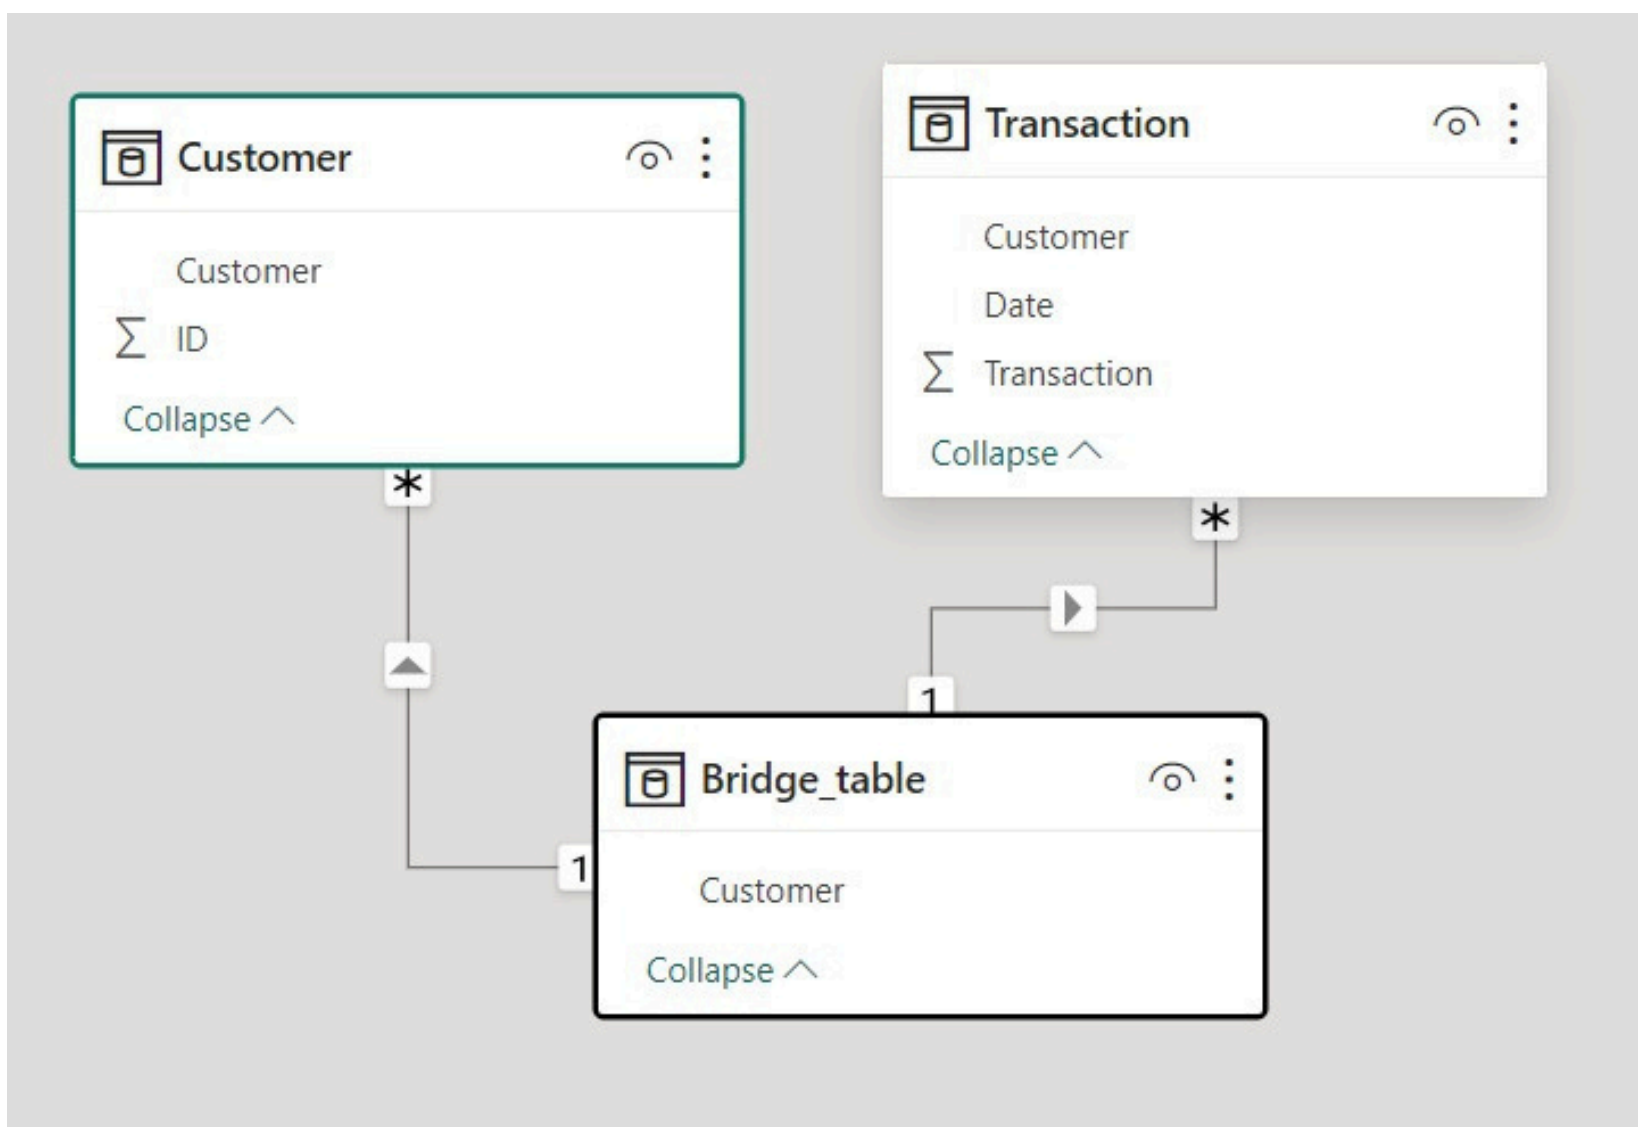 Customer
Customer
Σ ID
Collapse
*
Transaction
Customer
Date
Σ Transaction
Collapse
*
1
1
Bridge_table
Customer
Collapse